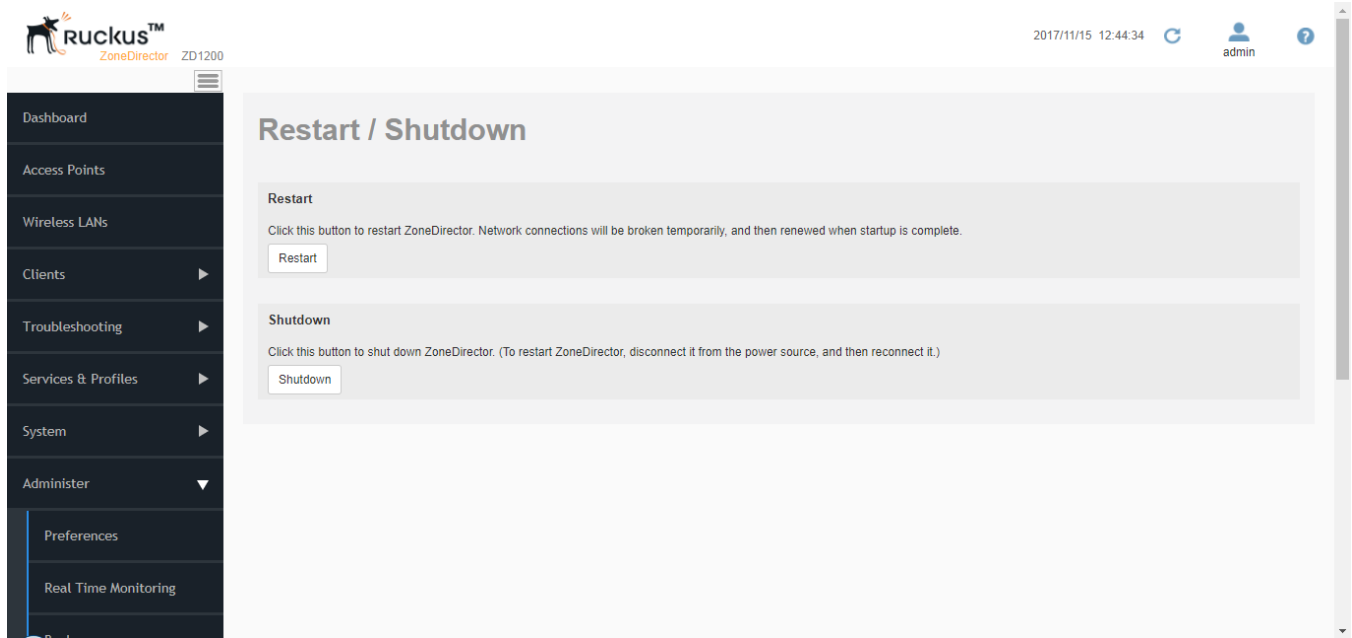 Ruckus™
ZoneDirector ZD1200
2017/11/15 12:44:34
admin
Dashboard
Access Points
Wireless LANs
Clients
Troubleshooting
Services & Profiles
System
Administer
Preferences
Real Time Monitoring
Restart / Shutdown
Restart
Click this button to restart ZoneDirector. Network connections will be broken temporarily, and then renewed when startup is complete.
Restart
Shutdown
Click this button to shut down ZoneDirector. (To restart ZoneDirector, disconnect it from the power source, and then reconnect it.)
Shutdown